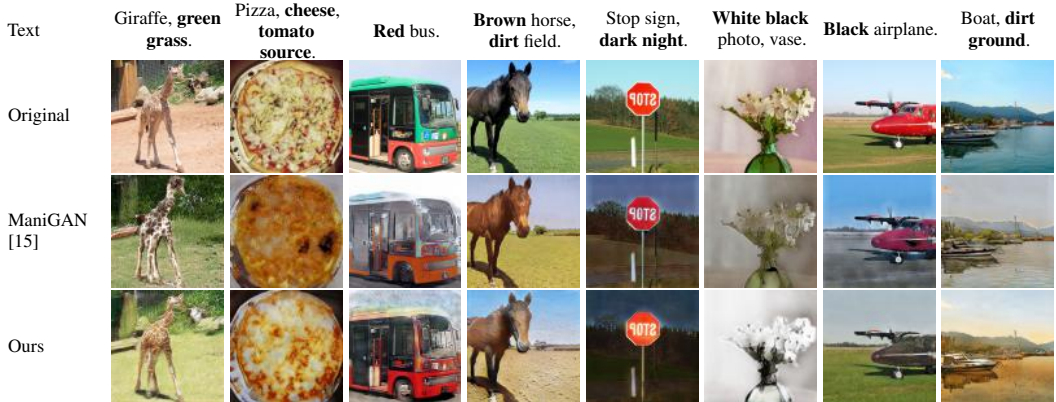 Text
Giraffe, green
grass.
Pizza, cheese,
tomato
source.
Red bus.
Brown horse,
dirt field.
Stop sign,
dark night.
White black
photo, vase.
Black airplane.
Boat, dirt
ground.
Original
STOP
ManiGAN
[15]
STOP
Ours
STOP